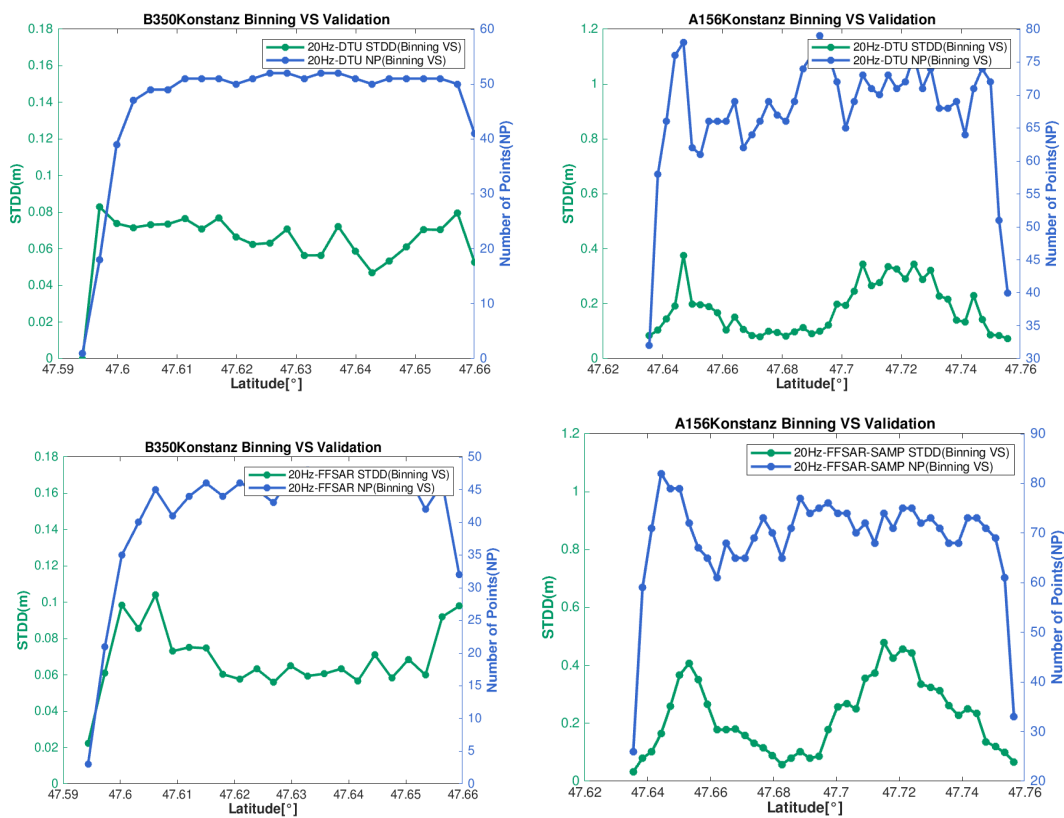 B350Konstanz Binning VS Validation
20Hz-DTU STDD(Binning VS)
20Hz-DTU NP(Binning VS)
0.18
0.16
0.14
0.12
0.1
0.08
0.06
0.04
0.02
0
STDD(m)
60
50
40
30
20
10
0
Number of Points(NP)
47.59 47.6 47.61 47.62 47.63 47.64 47.65 47.66
Latitude[°]
A156Konstanz Binning VS Validation
20Hz-DTU STDD(Binning VS)
20Hz-DTU NP(Binning VS)
1.2
1
0.8
0.6
0.4
0.2
0
STDD(m)
80
75
70
65
60
55
50
45
40
35
30
Number of Points(NP)
47.62 47.64 47.66 47.68 47.7 47.72 47.74 47.76
Latitude[°]
B350Konstanz Binning VS Validation
20Hz-FFSAR STDD(Binning VS)
20Hz-FFSAR NP(Binning VS)
0.18
0.16
0.14
0.12
0.1
0.08
0.06
0.04
0.02
0
STDD(m)
50
45
40
35
30
25
20
15
10
5
0
Number of Points(NP)
47.59 47.6 47.61 47.62 47.63 47.64 47.65 47.66
Latitude[°]
A156Konstanz Binning VS Validation
20Hz-FFSAR-SAMP STDD(Binning VS)
20Hz-FFSAR-SAMP NP(Binning VS)
1.2
1
0.8
0.6
0.4
0.2
0
STDD(m)
90
80
70
60
50
40
30
20
Number of Points(NP)
47.62 47.64 47.66 47.68 47.7 47.72 47.74 47.76
Latitude[°]